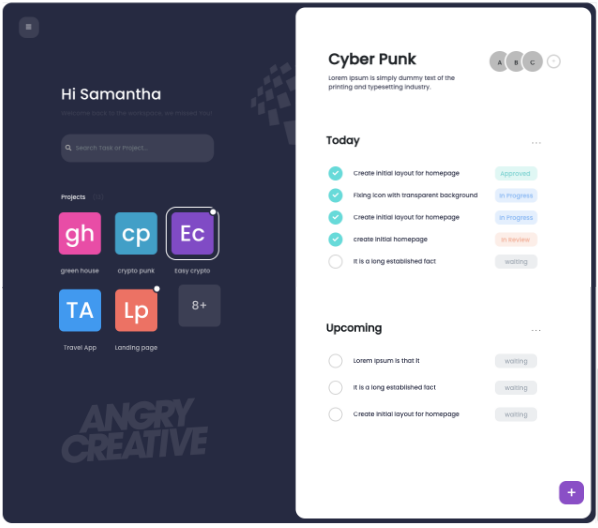 Hi Samantha
Welcome back to the workspace, we missed You!
Search Task or Project...
Projects
gh
cp
Ec
green house
crypto punk
Easy crypto
TA
Lp
8+
Travel App
Landing page
ANGRY
CREATIVE
Cyber Punk
Lorem Ipsum is simply dummy text of the
printing and typesetting industry.
A B C +
Today ...
Create initial layout for homepage Approved
Fixing icon with transparent background In Progress
Create initial layout for homepage In Progress
create initial homepage In Review
It is a long established fact waiting
Upcoming ...
Lorem Ipsum is that it waiting
It is a long established fact waiting
Create initial layout for homepage waiting
+